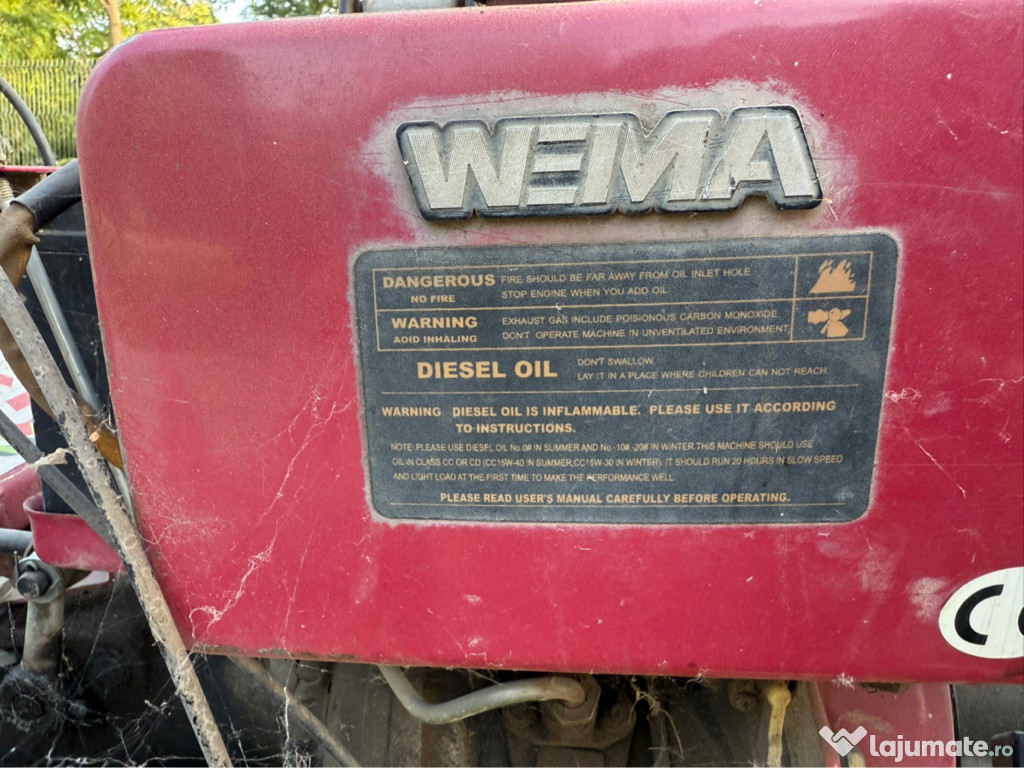 WEMA
DANGEROUS FIRE SHOULD BE FAR AWAY FROM OIL INLET HOLE
NO FIRE STOP ENGINE WHEN YOU ADD OIL
WARNING EXHAUST GAS INCLUDE POISIONOUS CARBON MONOXIDE
AOID INHALING DON'T OPERATE MACHINE IN UNVENTILATED ENVIRONMENT,
DIESEL OIL DON'T SWALLOW.
LAY IT IN A PLACE WHERE CHILDREN CAN NOT REACH.
WARNING DIESEL OIL IS INFLAMMABLE. PLEASE USE IT ACCORDING
TO INSTRUCTIONS.
NOTE: PLEASE USE DIESEL OIL No.0# IN SUMMER AND No -10# -20# IN WINTER.THIS MACHINE SHOULD USE
OIL IN CLASS CC OR CD (CC15W-40 IN SUMMER,CC15W-30 IN WINTER). IT SHOULD RUN 20 HOURS IN SLOW SPEED
AND LIGHT LOAD AT THE FIRST TIME TO MAKE THE PERFORMANCE WELL.
PLEASE READ USER'S MANUAL CAREFULLY BEFORE OPERATING.
C
lajumate.ro